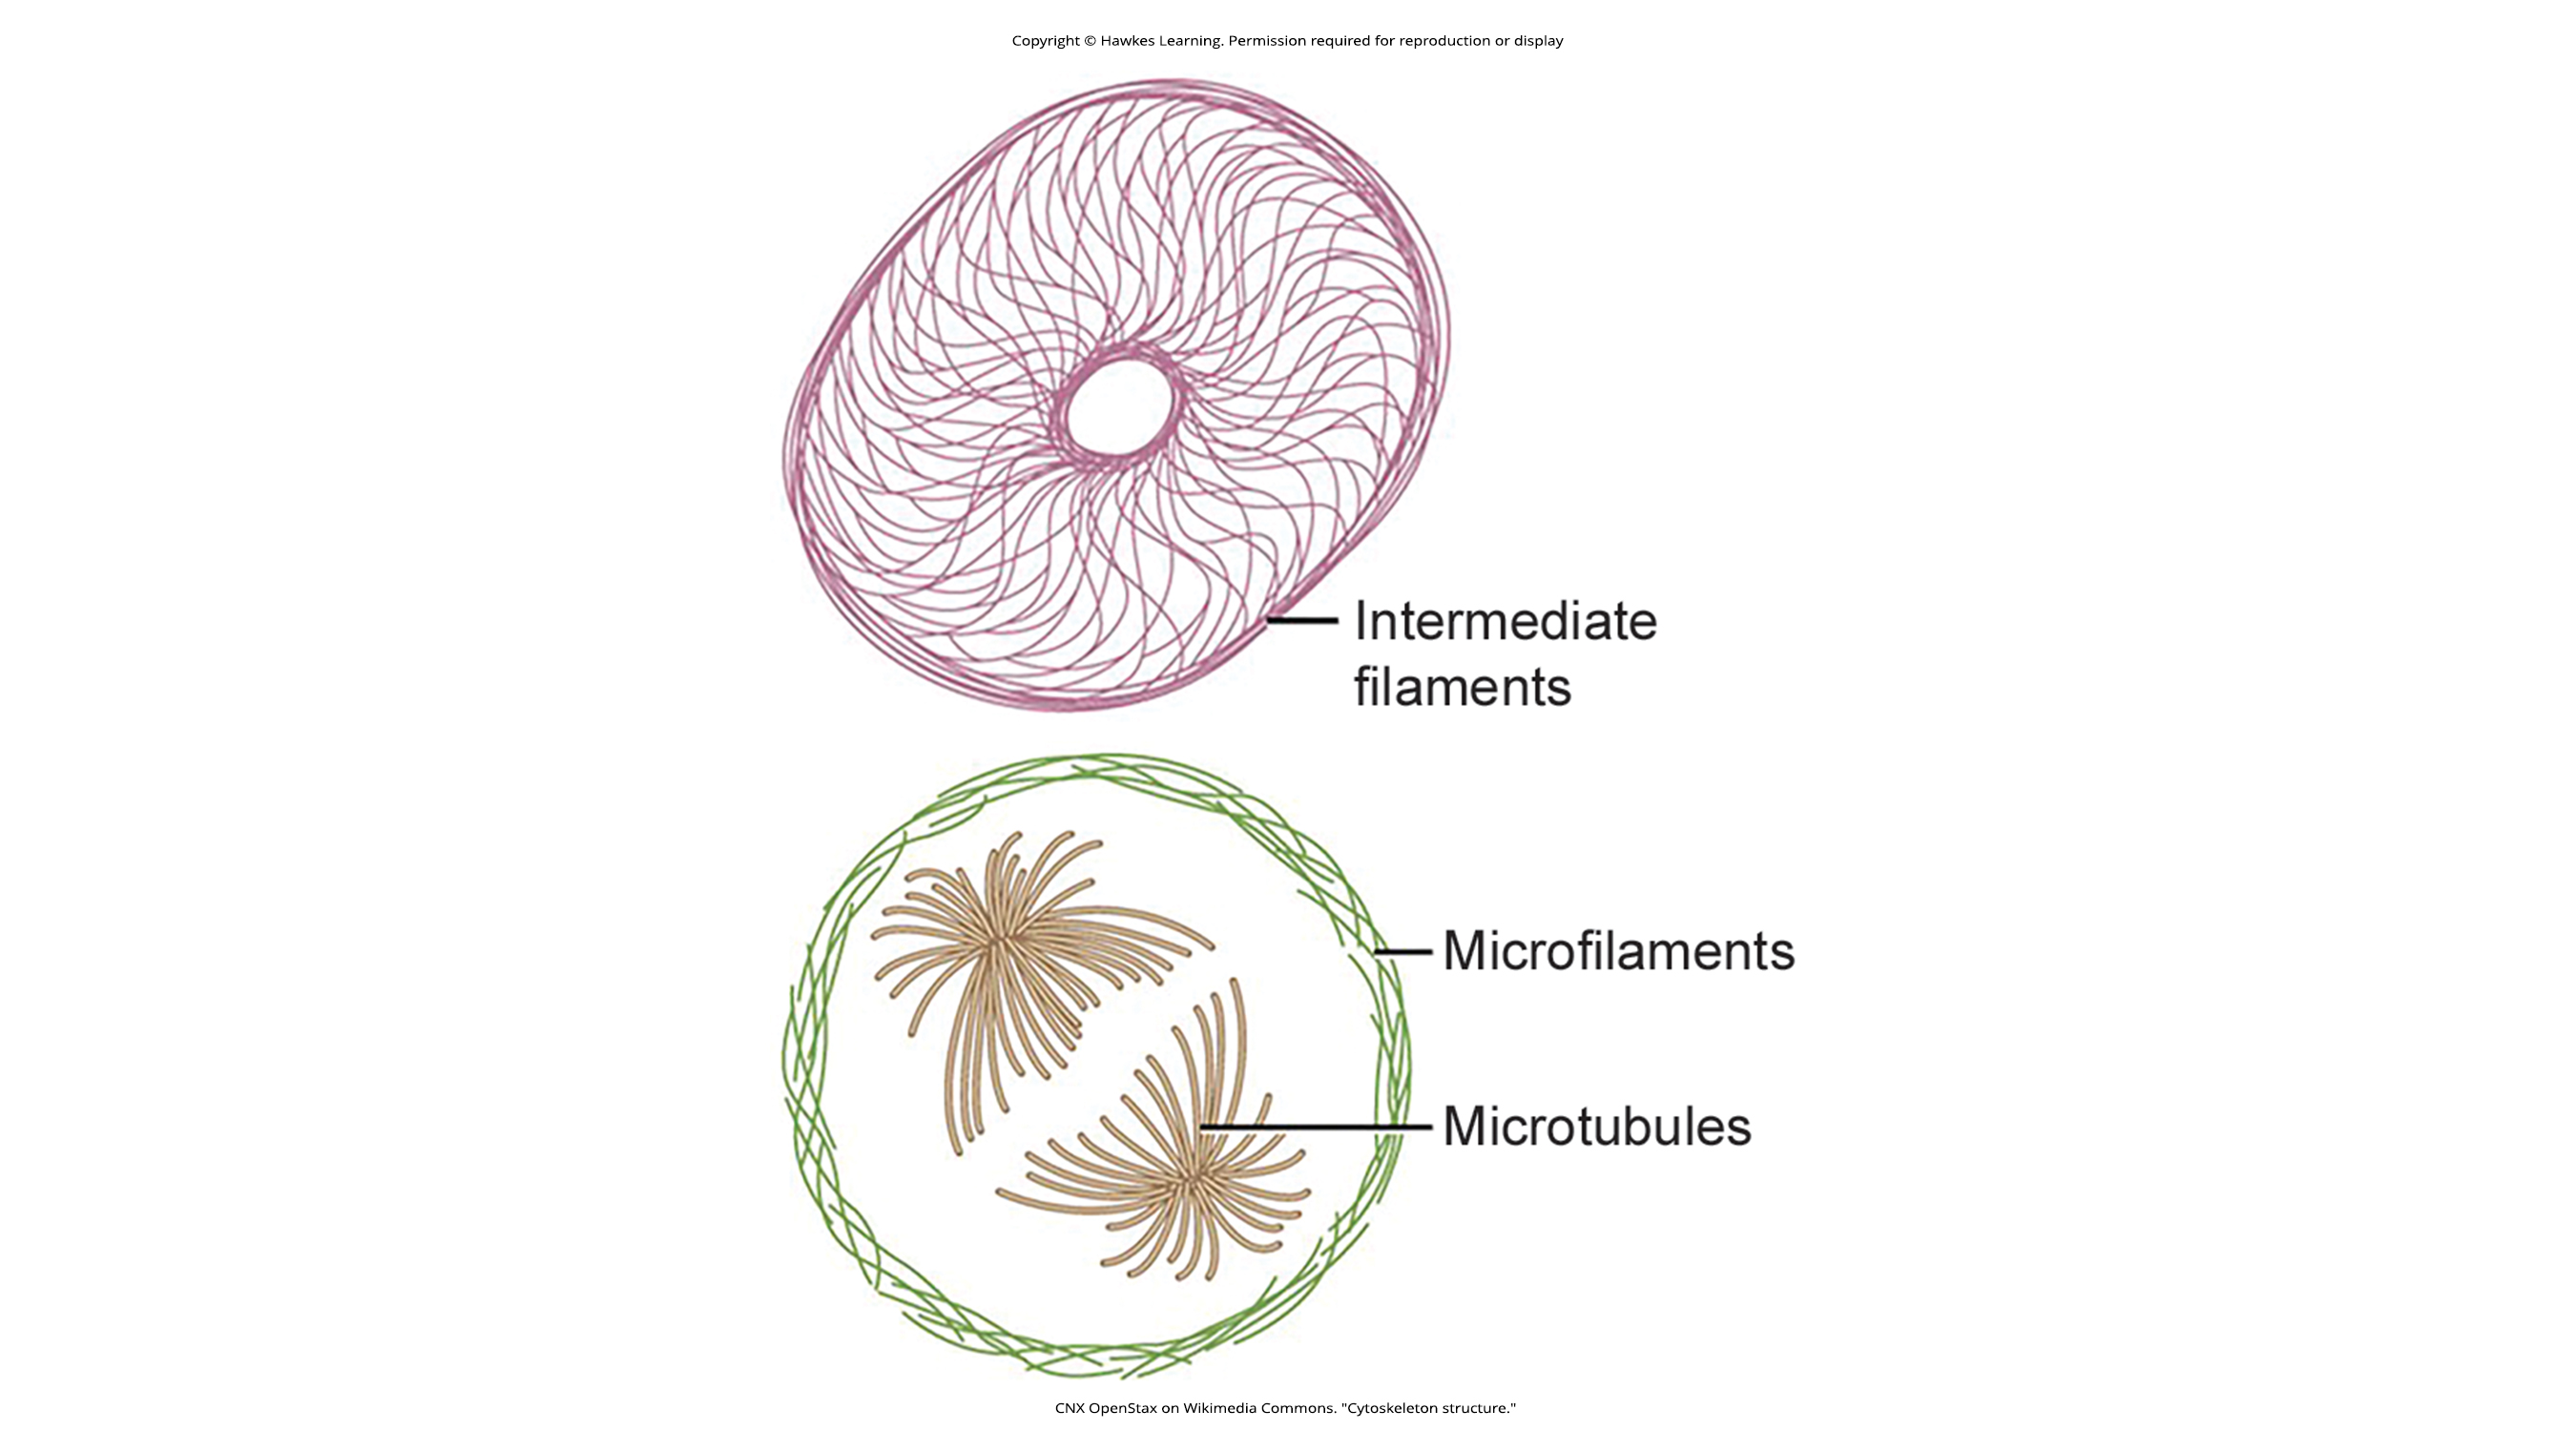 Copyright © Hawkes Learning. Permission required for reproduction or display
Intermediate
filaments
Microfilaments
Microtubules
CNX OpenStax on Wikimedia Commons. "Cytoskeleton structure."